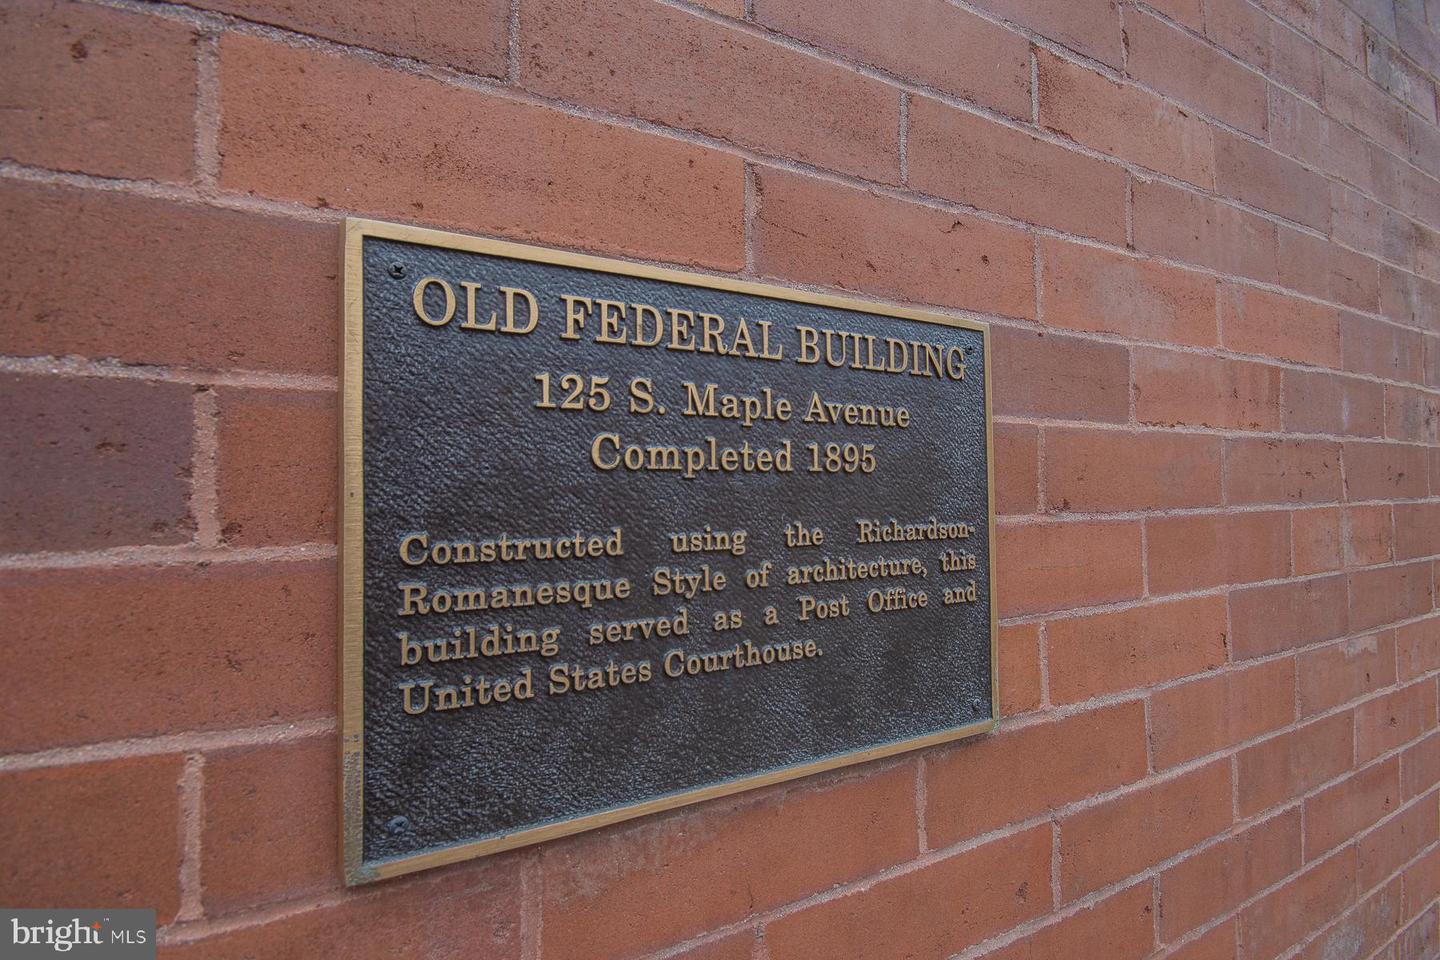 OLD FEDERAL BUILDING
125 S. Maple Avenue
Completed 1895
Constructed using the Richardson-
Romanesque Style of architecture, this
building served as a Post Office and
United States Courthouse.
bright™ MLS